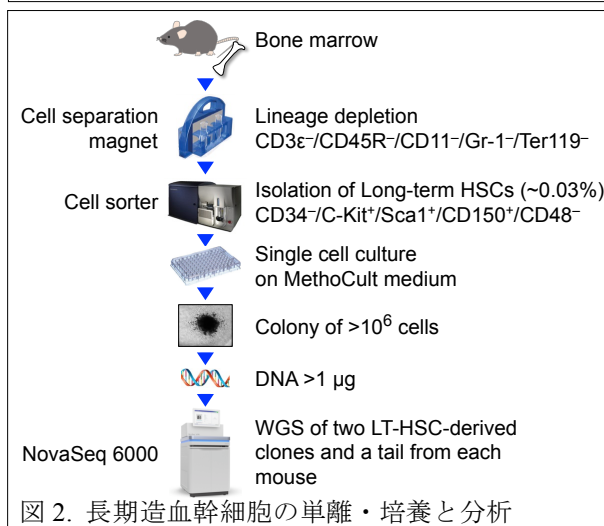 Bone marrow
Cell separation
magnet
Lineage depletion
CD3ε⁻/CD45R⁻/CD11⁻/Gr-1⁻/Ter119⁻
Cell sorter
Isolation of Long-term HSCs (~0.03%)
CD34⁻/C-Kit⁺/Sca1⁺/CD150⁺/CD48⁻
Single cell culture
on MethoCult medium
Colony of >10⁶ cells
DNA >1 µg
NovaSeq 6000
WGS of two LT-HSC-derived
clones and a tail from each
mouse
図 2. 長期造血幹細胞の単離・培養と分析